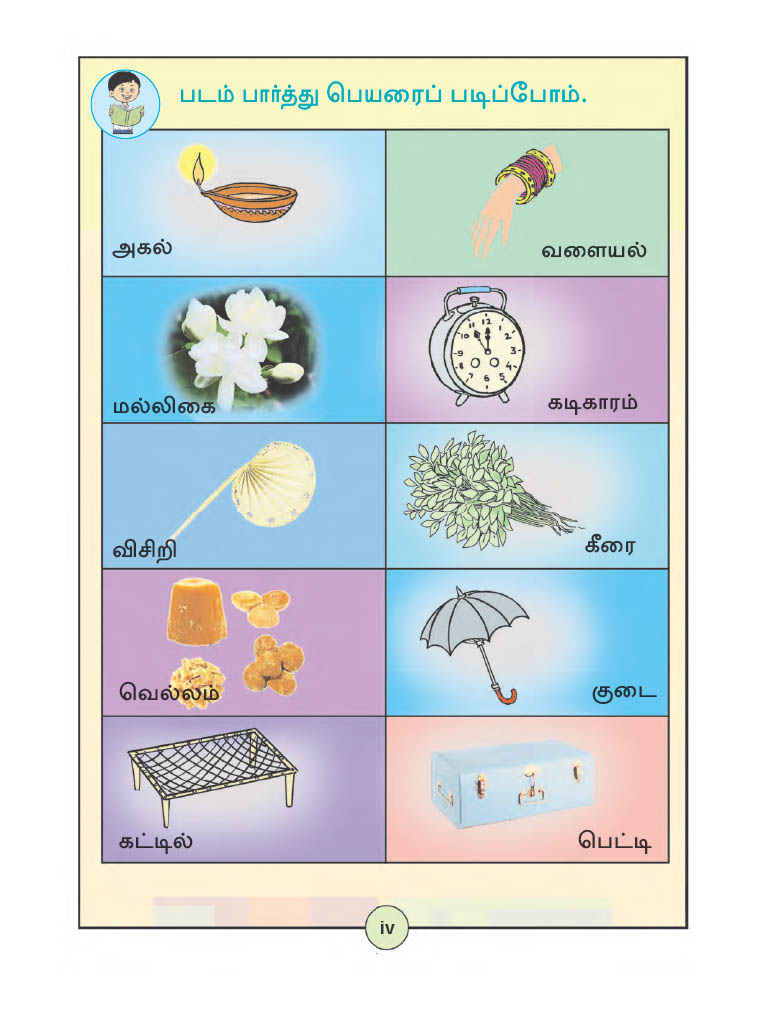 படம் பார்த்து பெயரைப் படிப்போம்.
அகல்
வளையல்
மல்லிகை
12
11
1
10
2
9
3
8
4
7
5
6
கடிகாரம்
விசிறி
கீரை
வெல்லம்
குடை
கட்டில்
பெட்டி
iv